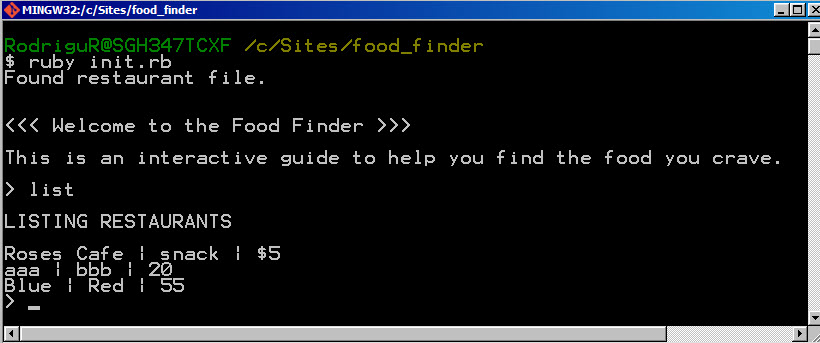 MINGW32:/c/Sites/food_finder
RodriguR@SGH347TCXF /c/Sites/food_finder
$ ruby init.rb
Found restaurant file.
<<< Welcome to the Food Finder >>>
This is an interactive guide to help you find the food you crave.
> list
LISTING RESTAURANTS
Roses Cafe | snack | $5
aaa | bbb | 20
Blue | Red | 55
> _